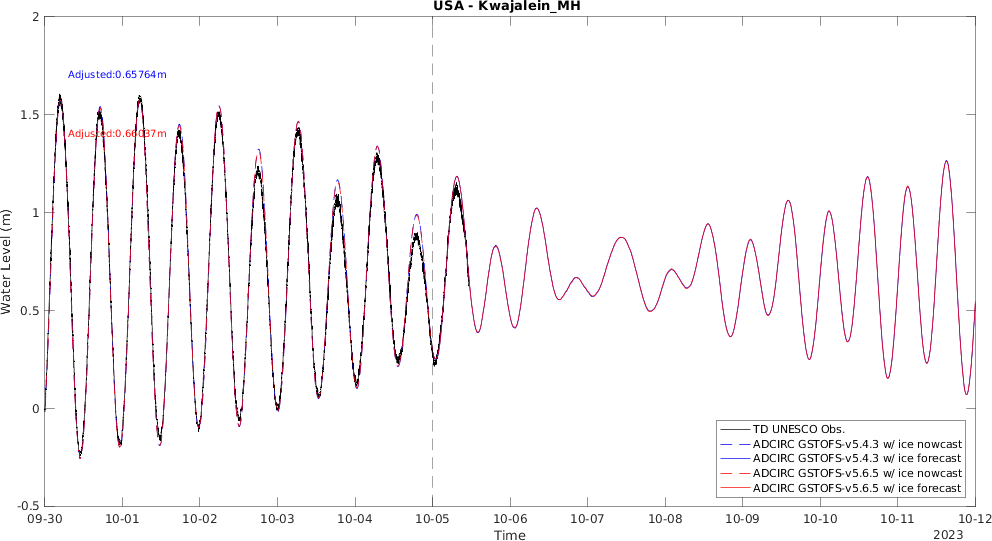 USA - Kwajalein_MH
2
1.5
1
0.5
0
-0.5
Water Level (m)
Adjusted:0.65764m
Adjusted:0.66037m
TD UNESCO Obs.
ADCIRC GSTOFS-v5.4.3 w/ ice nowcast
ADCIRC GSTOFS-v5.4.3 w/ ice forecast
ADCIRC GSTOFS-v5.6.5 w/ ice nowcast
ADCIRC GSTOFS-v5.6.5 w/ ice forecast
09-30 10-01 10-02 10-03 10-04 10-05 10-06 10-07 10-08 10-09 10-10 10-11 10-12
Time
2023